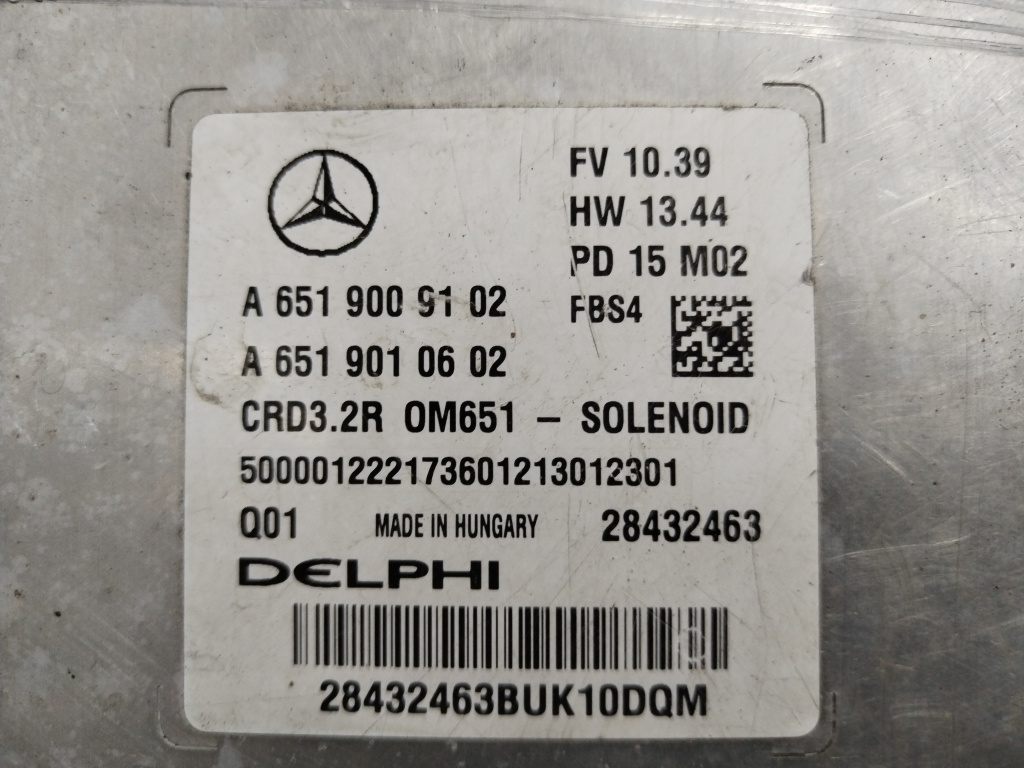 FV 10.39
HW 13.44
PD 15 M02
FBS4
A 651 900 91 02
A 651 901 06 02
CRD3.2R OM651 – SOLENOID
500001222173601213012301
Q01 MADE IN HUNGARY 28432463
DELPHI
28432463BUK10DQM